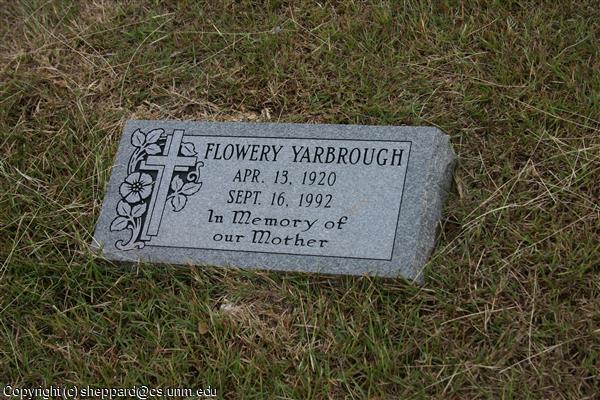 FLOWERY YARBROUGH
APR. 13, 1920
SEPT. 16, 1992
In Memory of
our Mother
Copyright (c) sheppard@cs.unm.edu